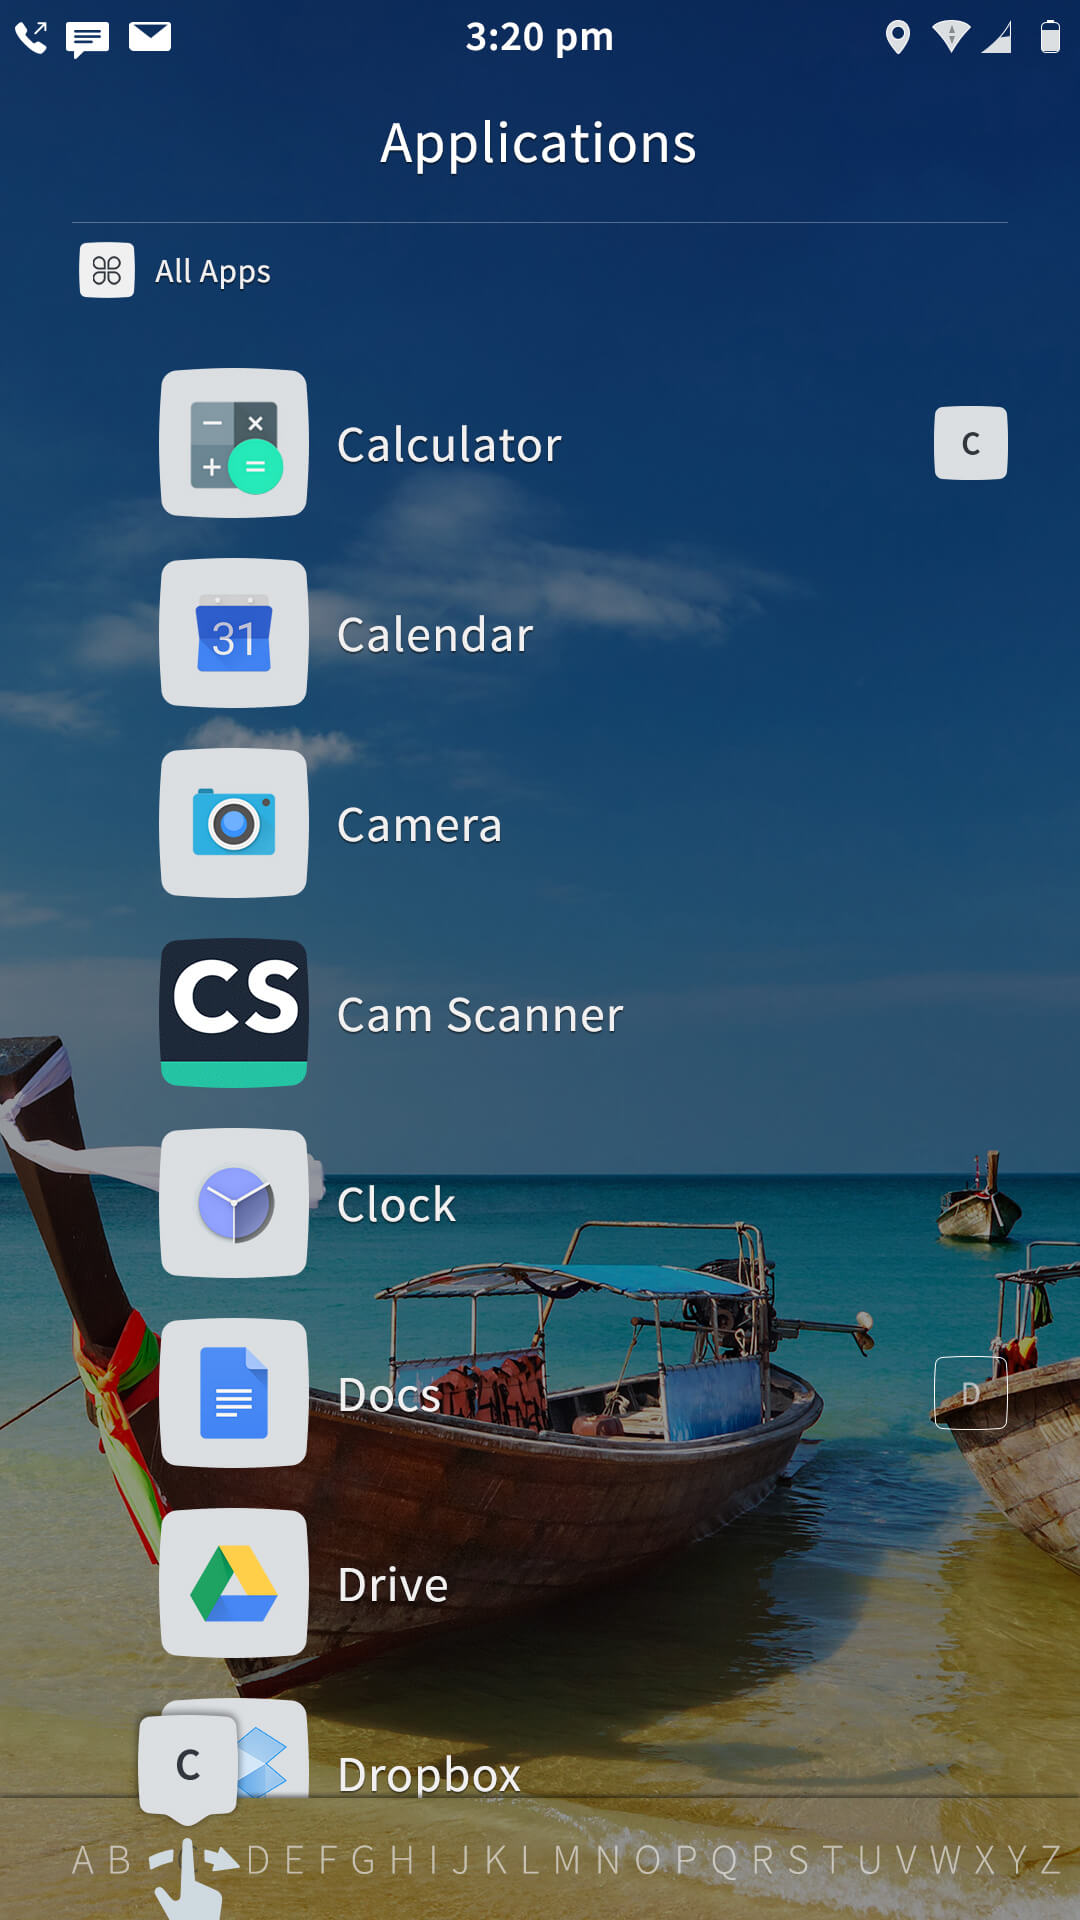 3:20 pm
Applications
All Apps
Calculator
C
31
Calendar
Camera
CS
Cam Scanner
Clock
Docs
D
Drive
C
Dropbox
A B D E F G H I J K L M N O P Q R S T U V W X Y Z